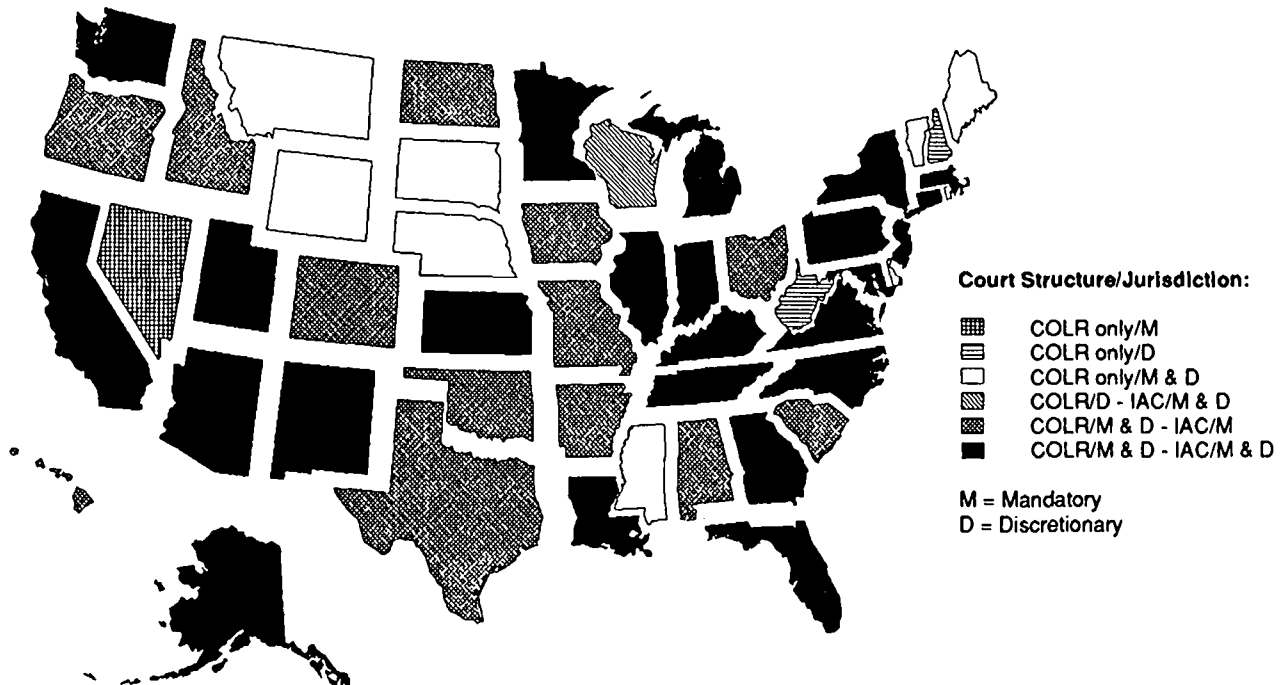 Court Structure/Jurisdiction:
COLR only/M
COLR only/D
COLR only/M & D
COLR/D - IAC/M & D
COLR/M & D - IAC/M
COLR/M & D - IAC/M & D
M = Mandatory
D = Discretionary